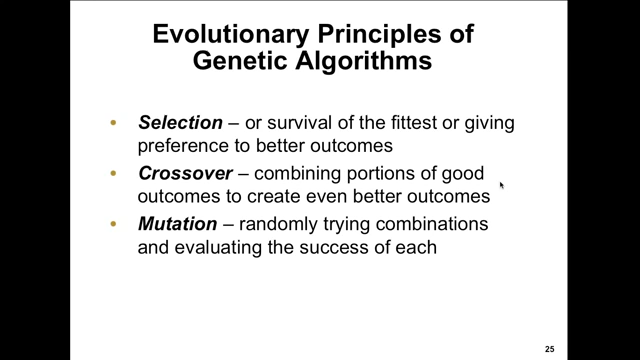 Evolutionary Principles of
Genetic Algorithms
• Selection – or survival of the fittest or giving
preference to better outcomes
• Crossover – combining portions of good
outcomes to create even better outcomes
• Mutation – randomly trying combinations
and evaluating the success of each
25